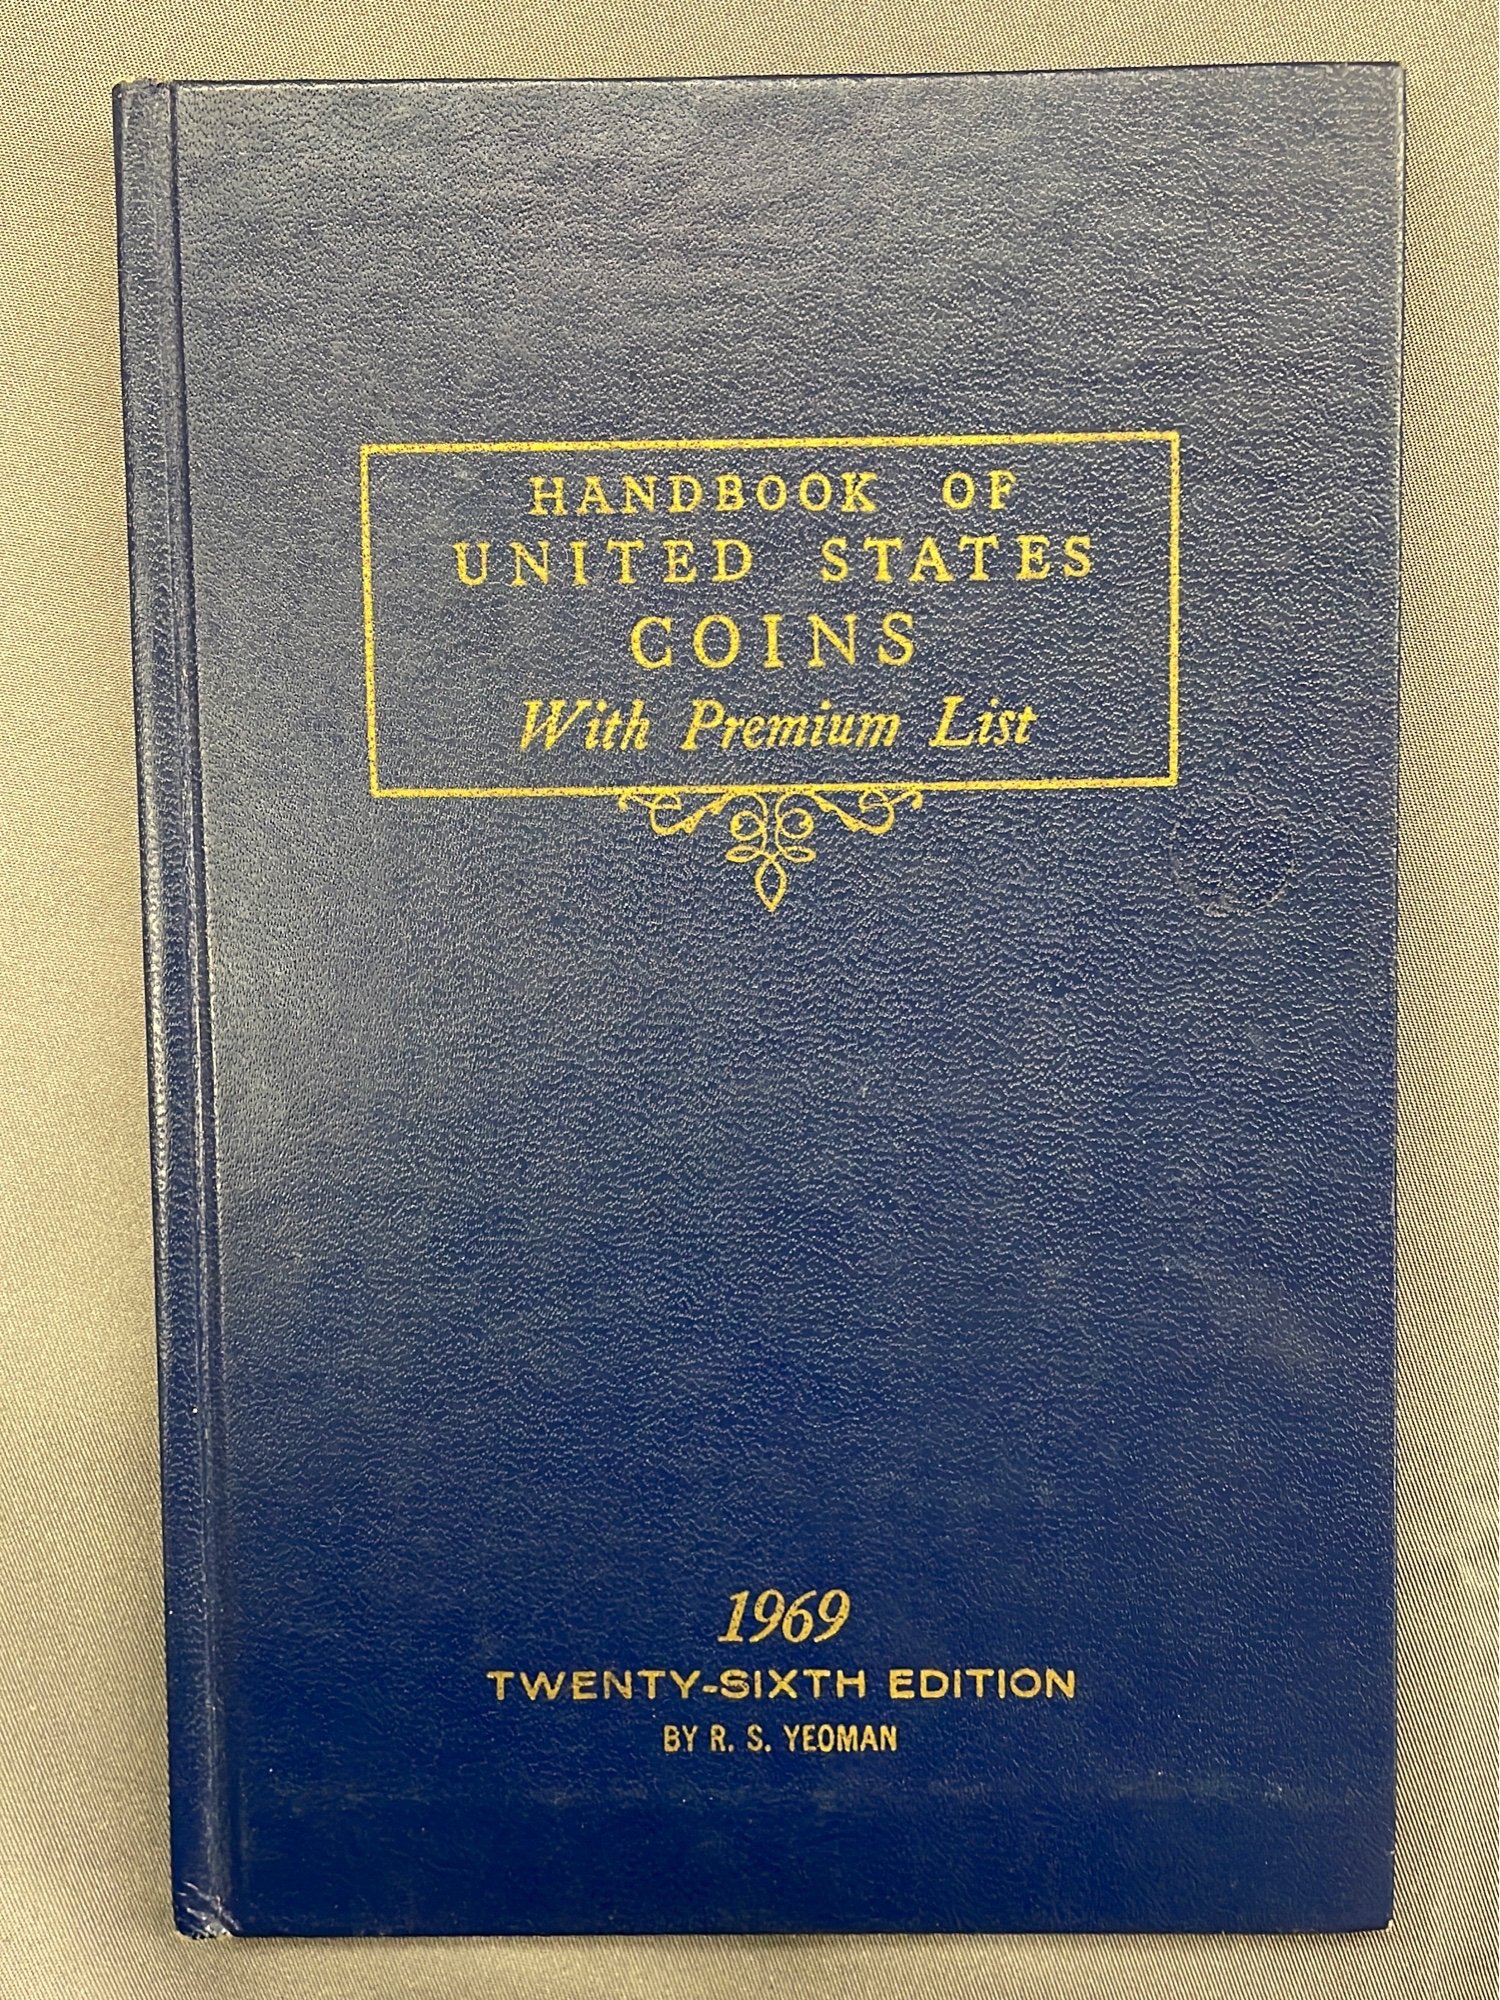 HANDBOOK OF
UNITED STATES
COINS
With Premium List
1969
TWENTY-SIXTH EDITION
BY R. S. YEOMAN